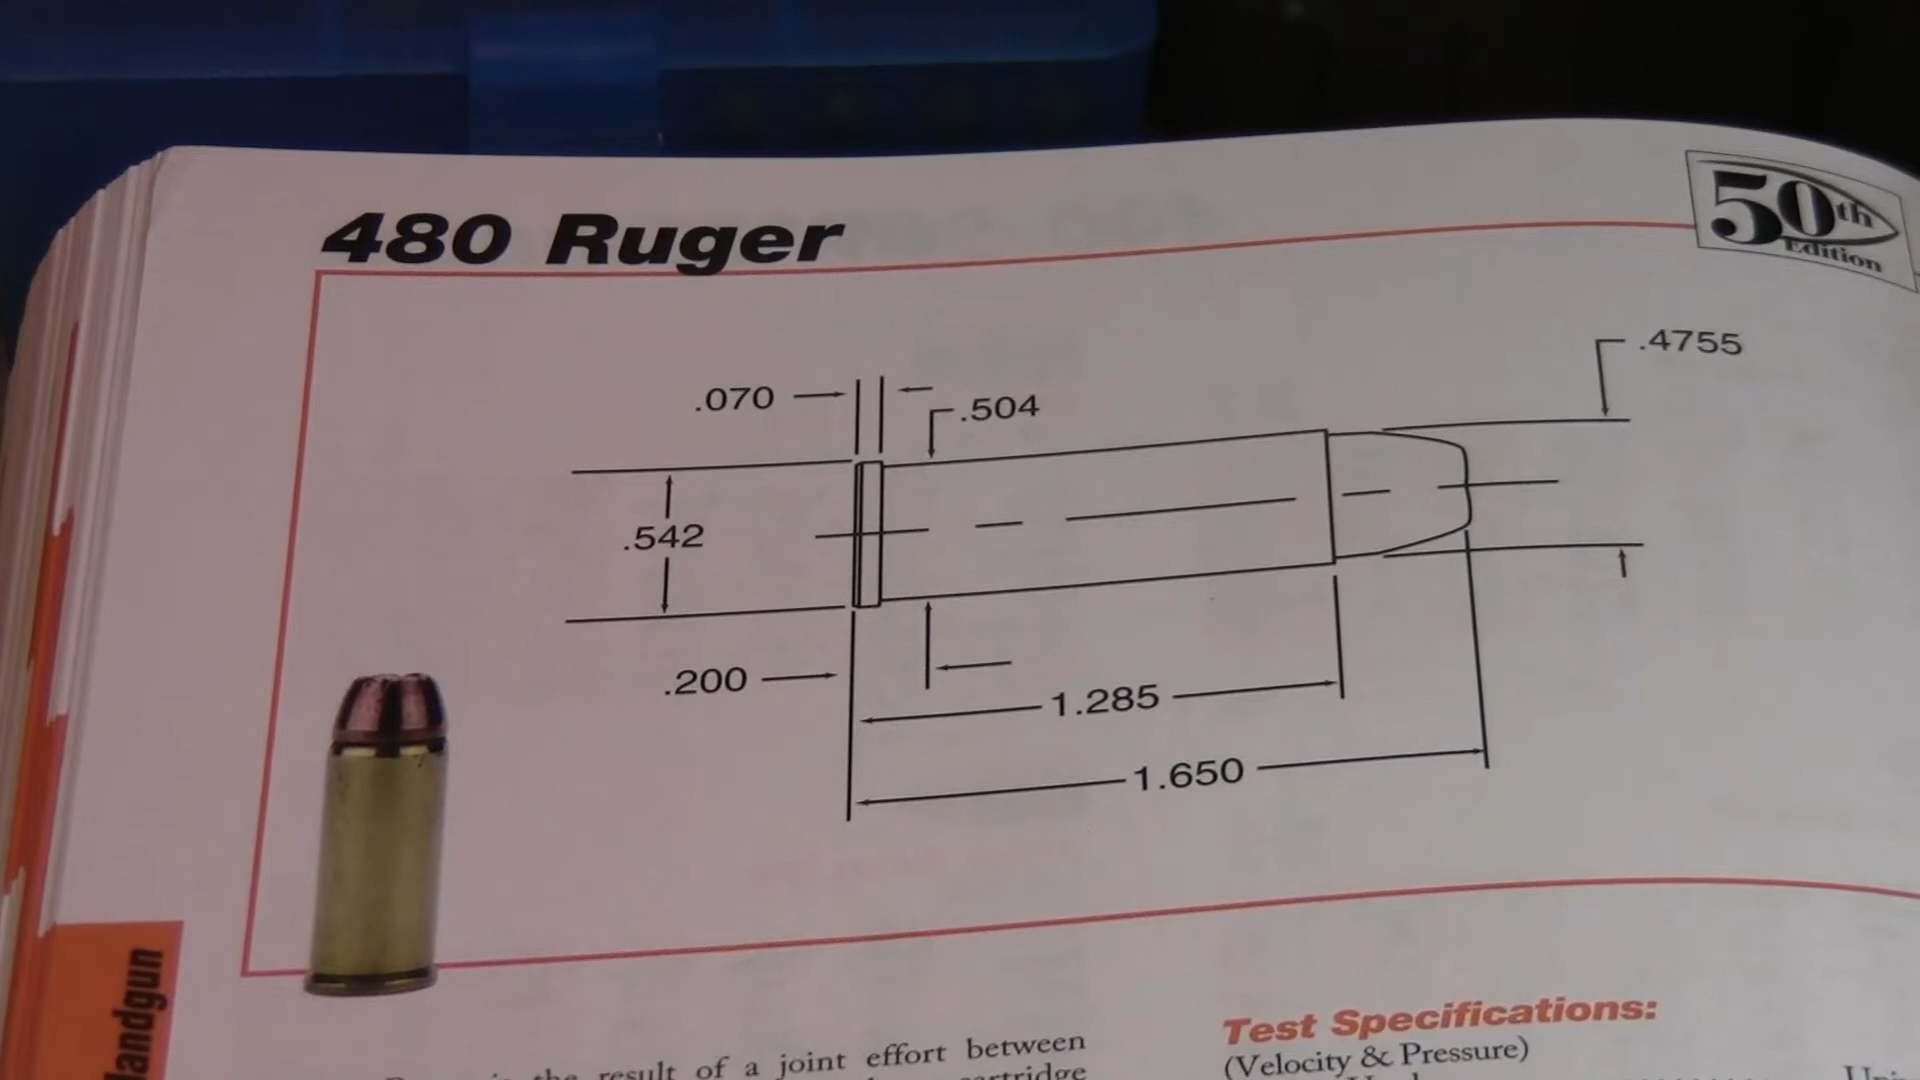 480 Ruger
50th
Edition
.4755
.070
.504
.542
.200
1.285
1.650
Handgun
Test Specifications:
(Velocity & Pressure)
the result of a joint effort between
cartridge